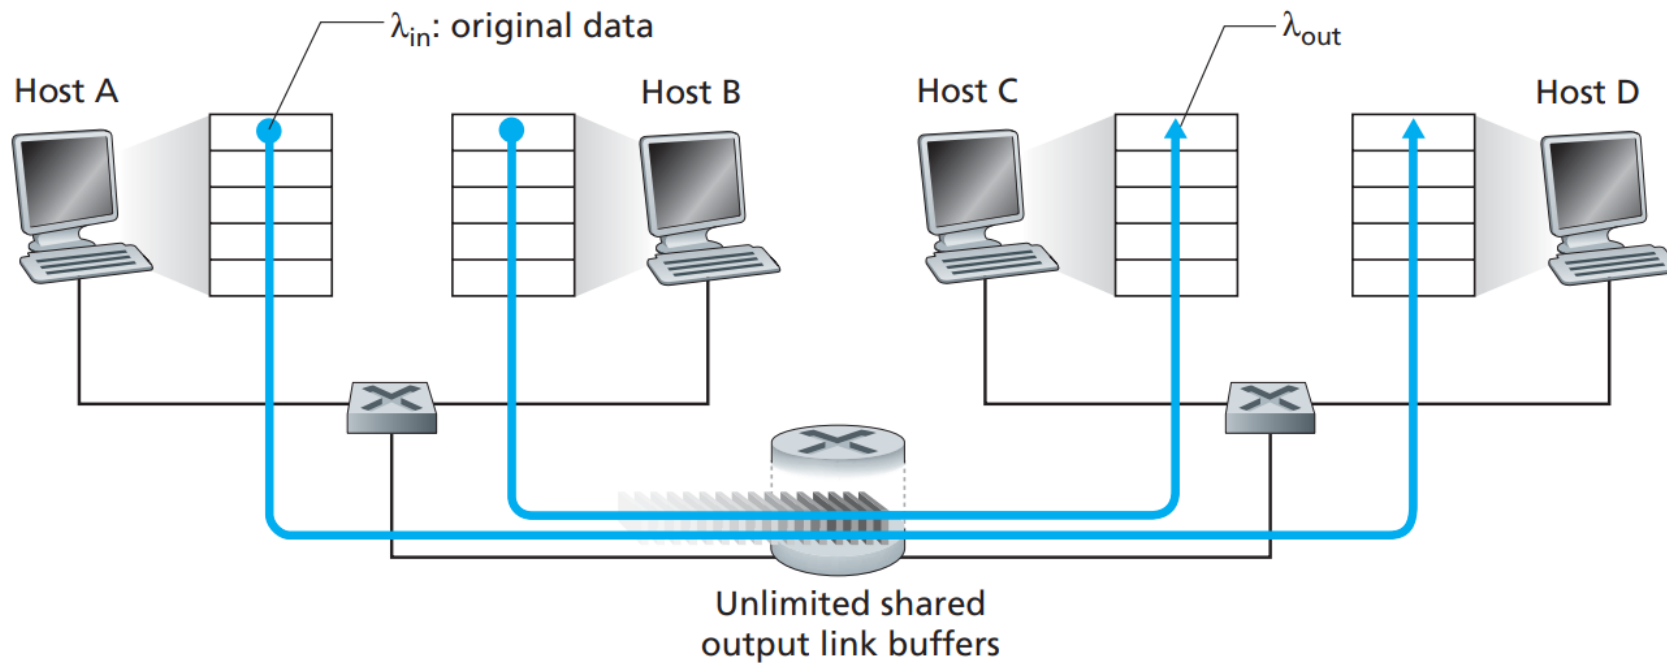 λin: original data
λout
Host A
Host B
Host C
Host D
Unlimited shared
output link buffers